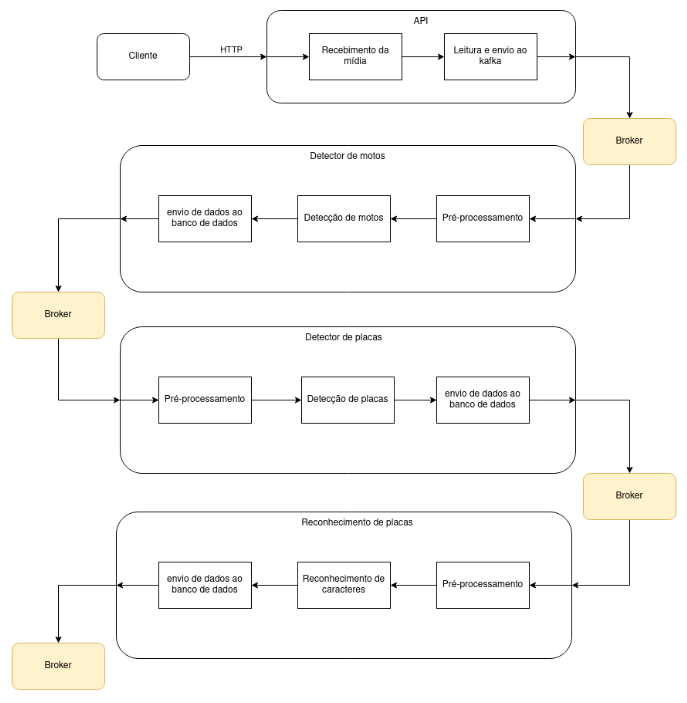 API
Cliente
HTTP
Recebimento da
mídia
Leitura e envio ao
kafka
Broker
Detector de motos
envio de dados ao
banco de dados
Detecção de motos
Pré-processamento
Broker
Detector de placas
Pré-processamento
Detecção de placas
envio de dados ao
banco de dados
Broker
Reconhecimento de placas
envio de dados ao
banco de dados
Reconhecimento de
caracteres
Pré-processamento
Broker